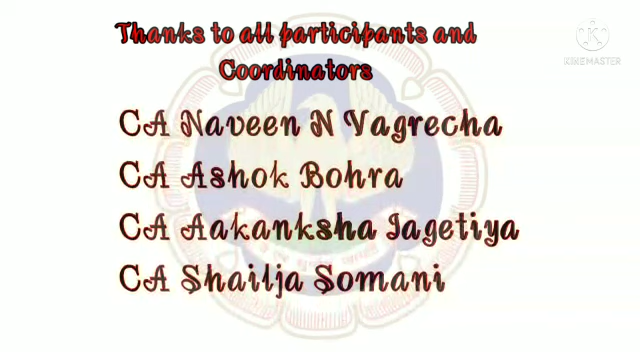 Thanks to all participants and
Coordinators
CA Naveen N Vagrecha
CA Ashok Bohra
CA Aakanksha Jagetiya
CA Shailja Somani
KINEMASTER